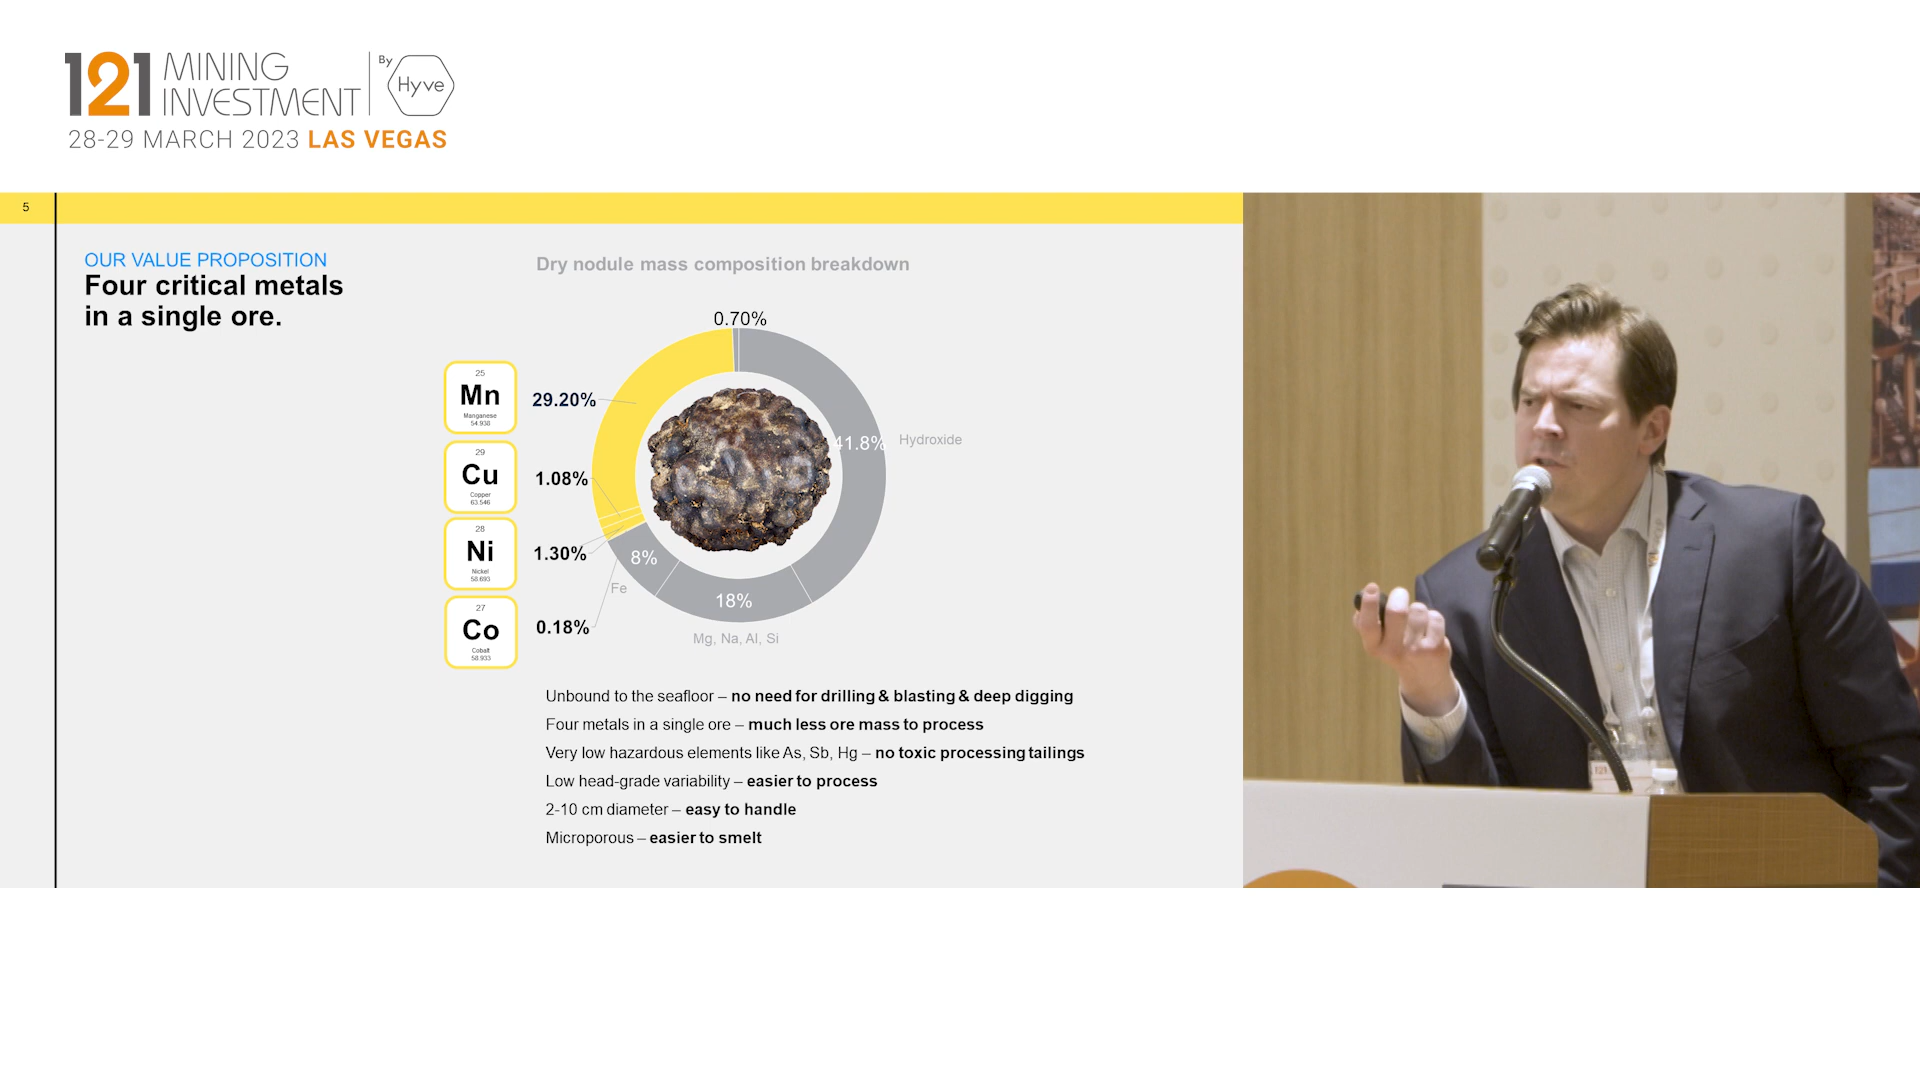 121 MINING INVESTMENT By Hyve
28-29 MARCH 2023 LAS VEGAS
5
OUR VALUE PROPOSITION
Four critical metals
in a single ore.
Dry nodule mass composition breakdown
0.70%
25
Mn
Manganese
54.938
29.20%
41.8%
Hydroxide
29
Cu
Copper
63.546
1.08%
28
Ni
Nickel
58.693
1.30%
8%
Fe
18%
Mg, Na, Al, Si
27
Co
Cobalt
58.933
0.18%
Unbound to the seafloor – no need for drilling & blasting & deep digging
Four metals in a single ore – much less ore mass to process
Very low hazardous elements like As, Sb, Hg – no toxic processing tailings
Low head-grade variability – easier to process
2-10 cm diameter – easy to handle
Microporous – easier to smelt
121